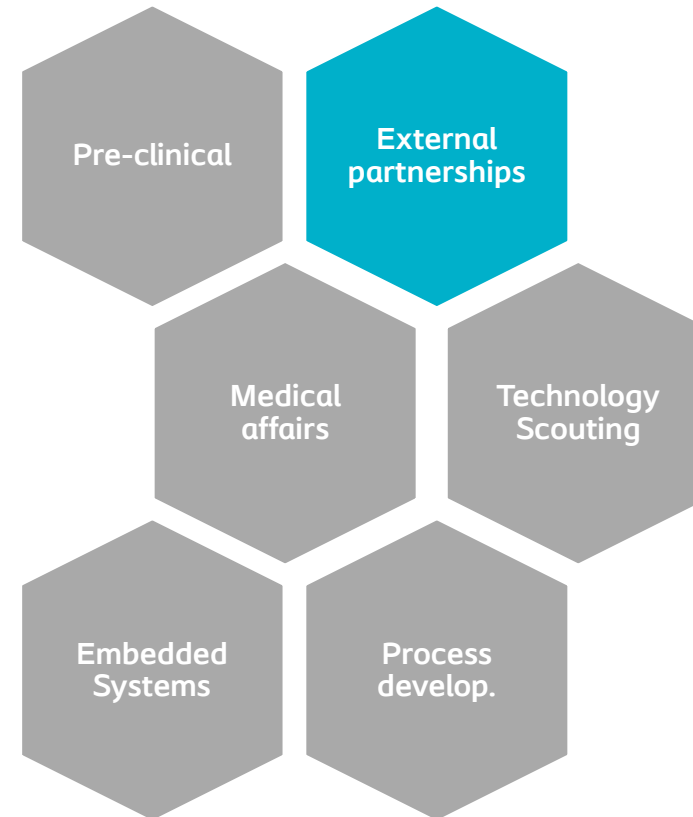 Pre-clinical
External
partnerships
Medical
affairs
Technology
Scouting
Embedded
Systems
Process
develop.